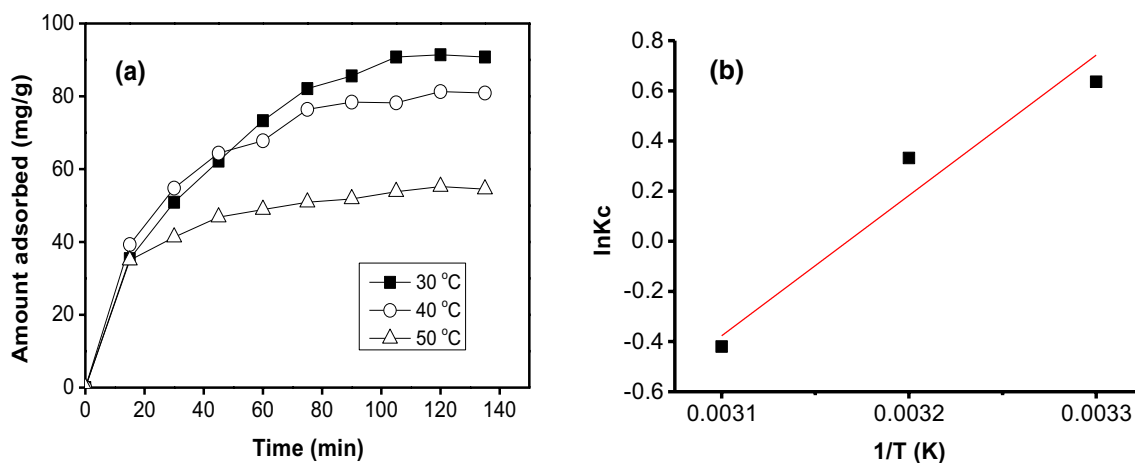 (a)
Amount adsorbed (mg/g)
100
80
60
40
20
0
0 20 40 60 80 100 120 140
Time (min)
30 °C
40 °C
50 °C
(b)
lnKc
0.8
0.6
0.4
0.2
0.0
-0.2
-0.4
-0.6
0.0031 0.0032 0.0033
1/T (K)